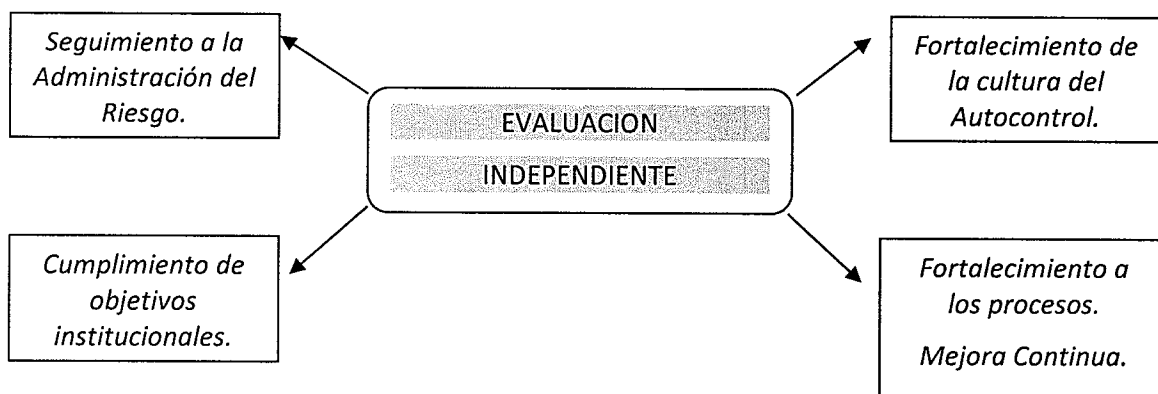 Seguimiento a la
Administración del
Riesgo.
Fortalecimiento de
la cultura del
Autocontrol.
EVALUACION
INDEPENDIENTE
Cumplimiento de
objetivos
institucionales.
Fortalecimiento a
los procesos.
Mejora Continua.